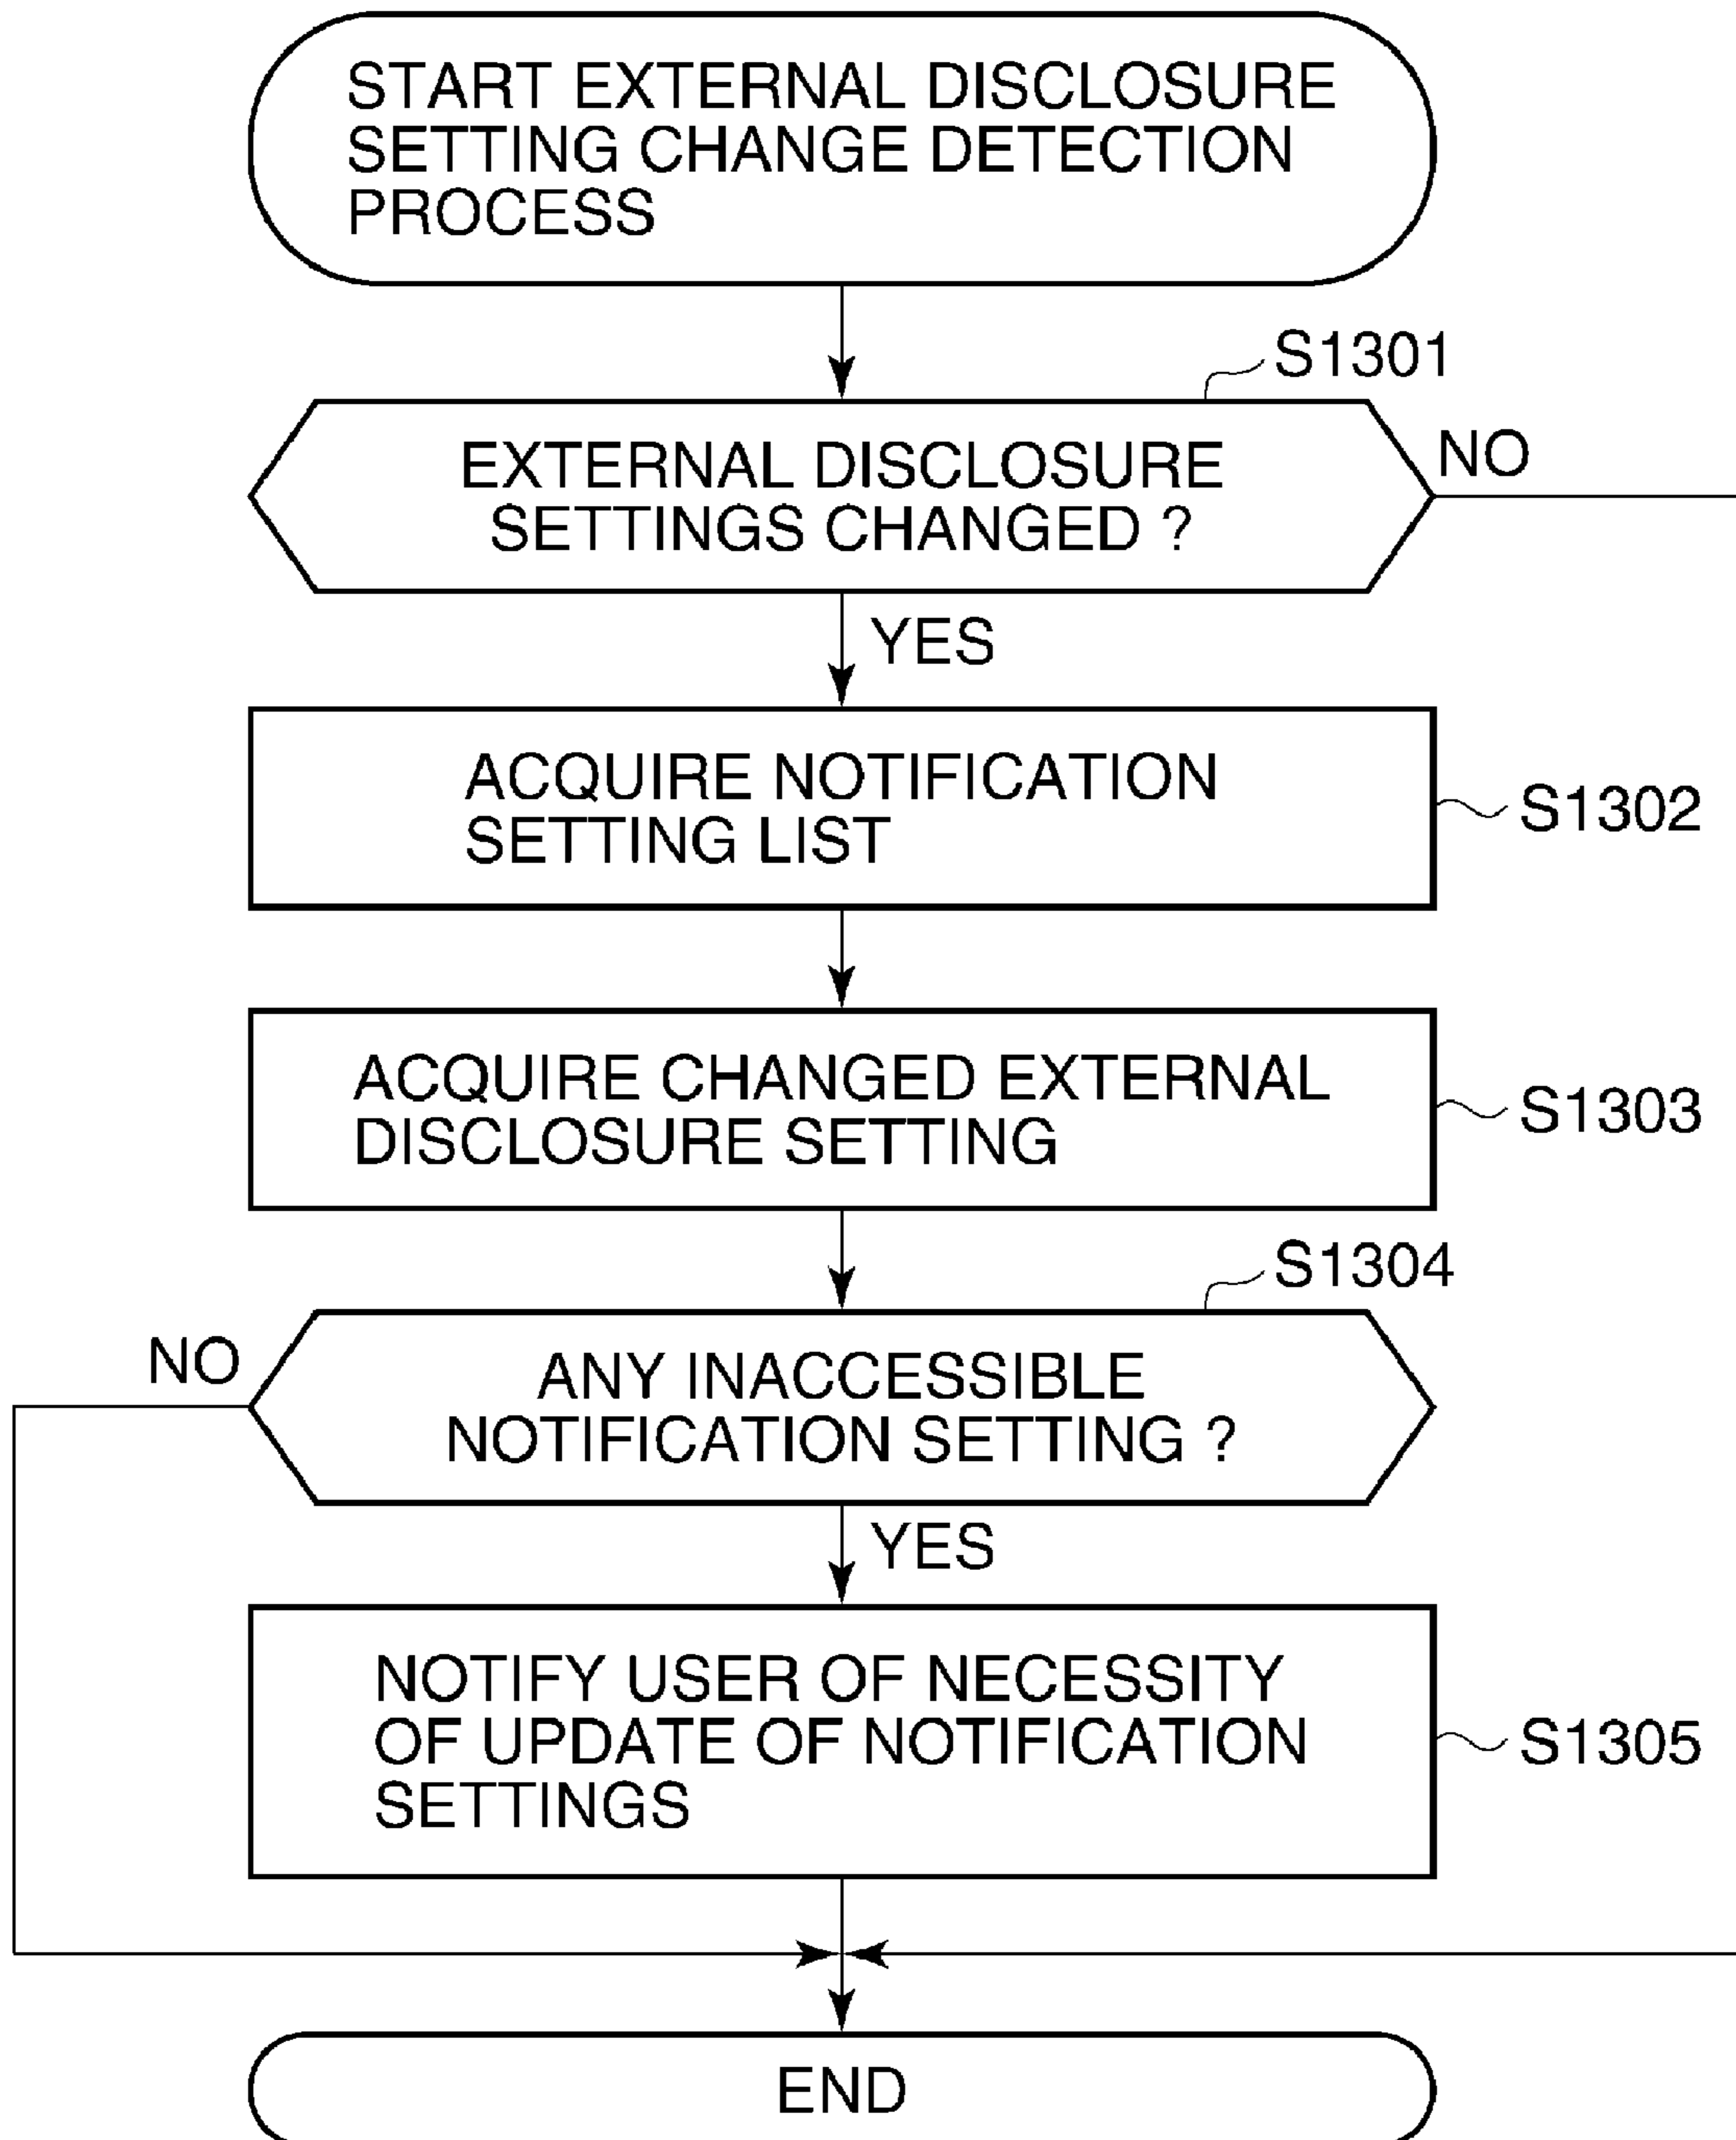 START EXTERNAL DISCLOSURE
SETTING CHANGE DETECTION
PROCESS
S1301
EXTERNAL DISCLOSURE
SETTINGS CHANGED ?
NO
YES
ACQUIRE NOTIFICATION
SETTING LIST
S1302
ACQUIRE CHANGED EXTERNAL
DISCLOSURE SETTING
S1303
S1304
NO
ANY INACCESSIBLE
NOTIFICATION SETTING ?
YES
NOTIFY USER OF NECESSITY
OF UPDATE OF NOTIFICATION
SETTINGS
S1305
END